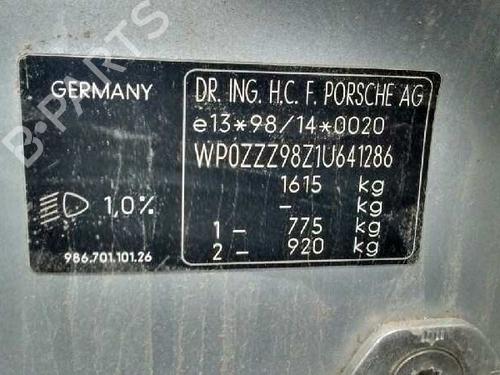 B-PARTS
GERMANY
DR. ING. H.C. F. PORSCHE AG
e13*98/14*0020
WP0ZZZ98Z1U641286
1615 kg
– kg
1,0%
1 – 775 kg
2 – 920 kg
986.701.101.26